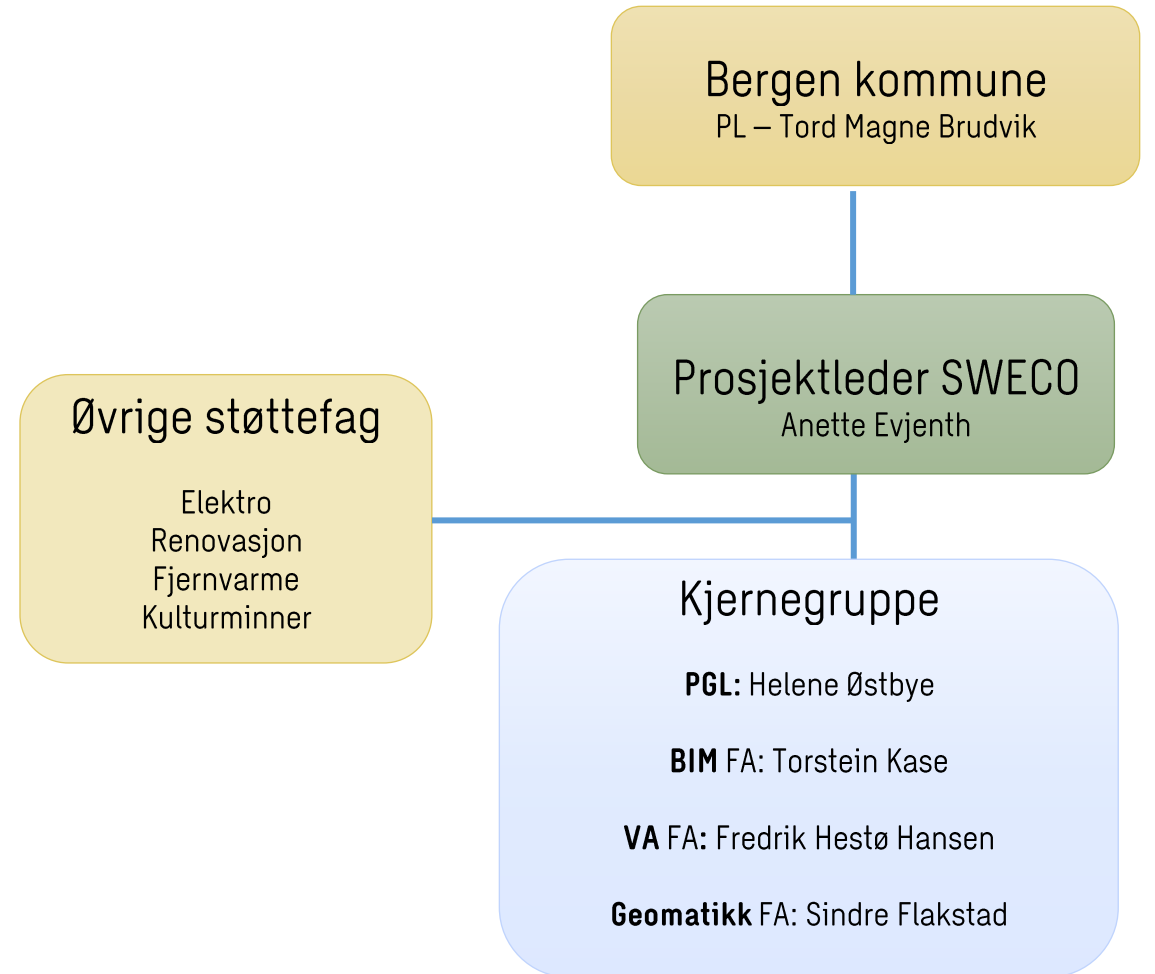 Bergen kommune
PL – Tord Magne Brudvik
Prosjektleder SWECO
Anette Evjenth
Øvrige støttefag
Elektro
Renovasjon
Fjernvarme
Kulturminner
Kjernegruppe
PGL: Helene Østbye
BIM FA: Torstein Kase
VA FA: Fredrik Hestø Hansen
Geomatikk FA: Sindre Flakstad